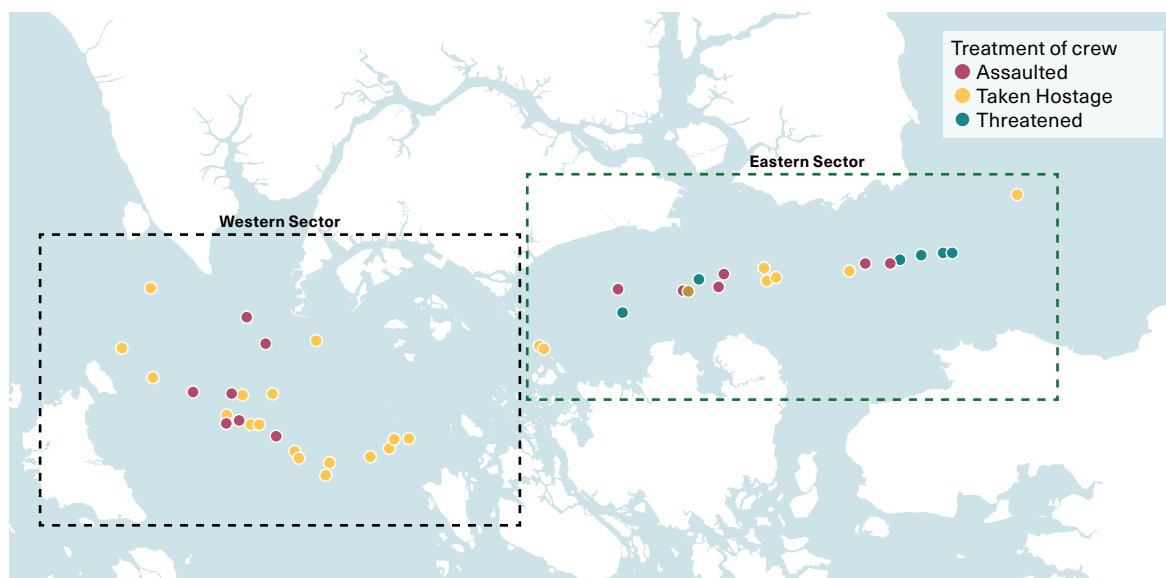 Treatment of crew
Assaulted
Taken Hostage
Threatened
Eastern Sector
Western Sector